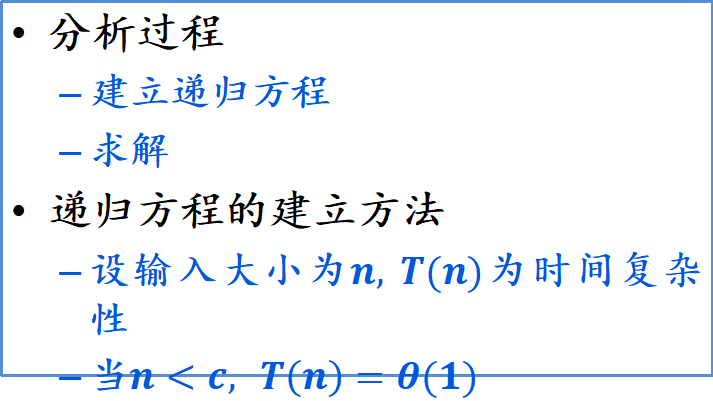 • 分析过程
– 建立递归方程
– 求解
• 递归方程的建立方法
– 设输入大小为n, T(n)为时间复杂
性
– 当n < c, T(n) = θ(1)